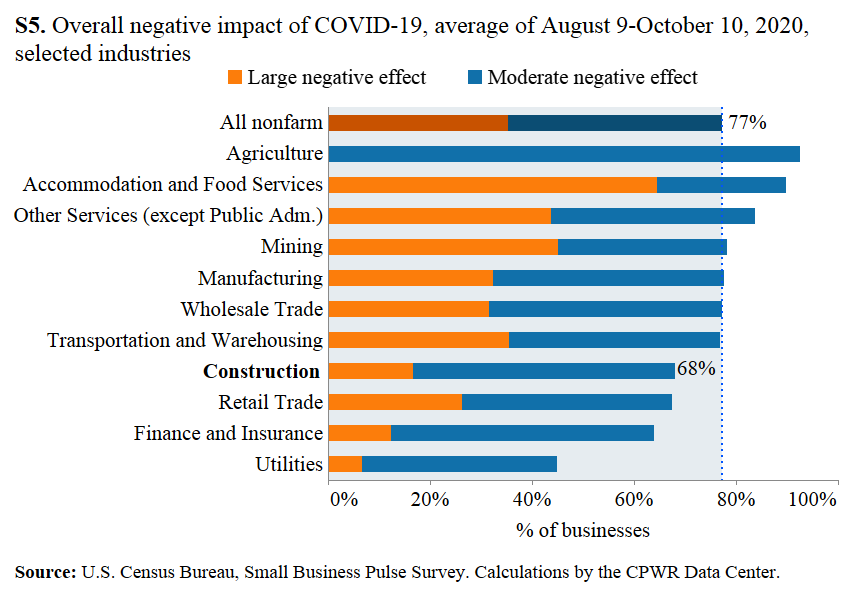 S5. Overall negative impact of COVID-19, average of August 9-October 10, 2020,
selected industries
Large negative effect
Moderate negative effect
All nonfarm
77%
Agriculture
Accommodation and Food Services
Other Services (except Public Adm.)
Mining
Manufacturing
Wholesale Trade
Transportation and Warehousing
Construction
68%
Retail Trade
Finance and Insurance
Utilities
0% 20% 40% 60% 80% 100%
% of businesses
Source: U.S. Census Bureau, Small Business Pulse Survey. Calculations by the CPWR Data Center.